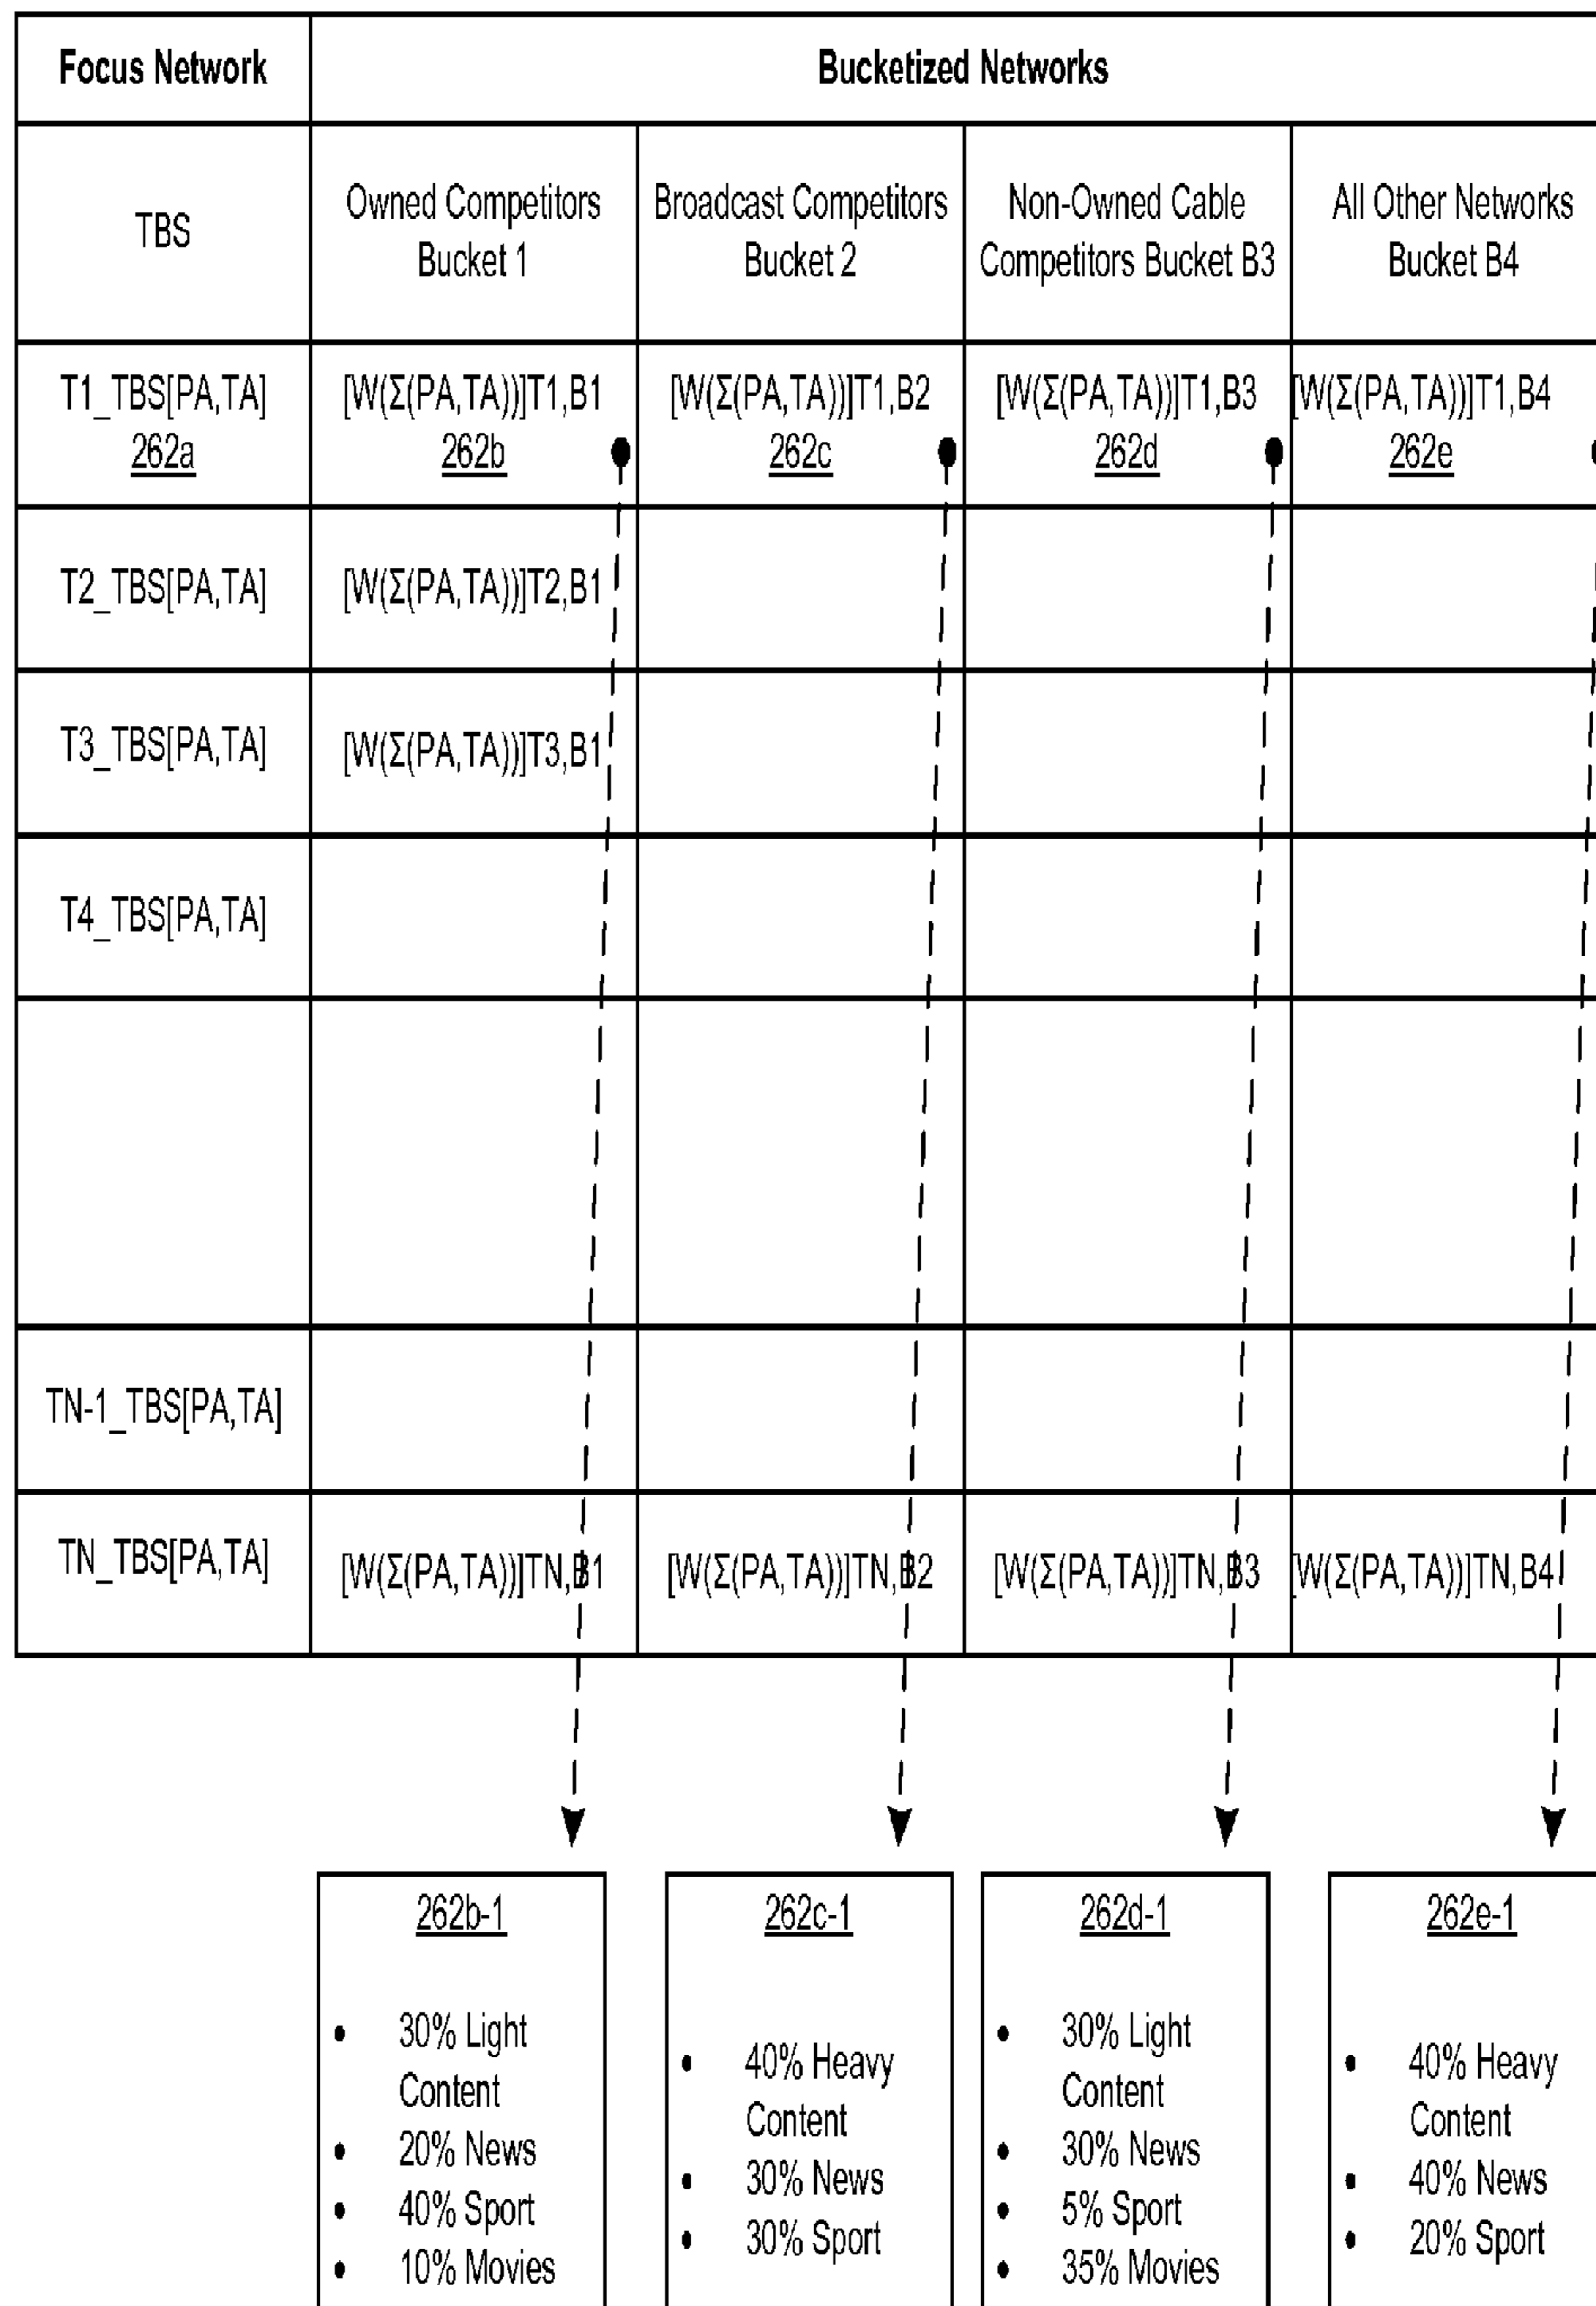 Focus Network
Bucketized Networks
TBS
Owned Competitors
Bucket 1
Broadcast Competitors
Bucket 2
Non-Owned Cable
Competitors Bucket B3
All Other Networks
Bucket B4
T1_TBS[PA,TA]
262a
[W(Σ(PA,TA))]T1,B1
262b
[W(Σ(PA,TA))]T1,B2
262c
[W(Σ(PA,TA))]T1,B3
262d
[W(Σ(PA,TA))]T1,B4
262e
T2_TBS[PA,TA]
[W(Σ(PA,TA))]T2,B1
T3_TBS[PA,TA]
[W(Σ(PA,TA))]T3,B1
T4_TBS[PA,TA]
TN-1_TBS[PA,TA]
TN_TBS[PA,TA]
[W(Σ(PA,TA))]TN,B1
[W(Σ(PA,TA))]TN,B2
[W(Σ(PA,TA))]TN,B3
[W(Σ(PA,TA))]TN,B4
262b-1
• 30% Light
Content
• 20% News
• 40% Sport
• 10% Movies
262c-1
• 40% Heavy
Content
• 30% News
• 30% Sport
262d-1
• 30% Light
Content
• 30% News
• 5% Sport
• 35% Movies
262e-1
• 40% Heavy
Content
• 40% News
• 20% Sport